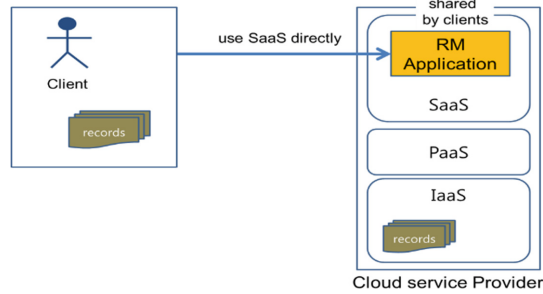 shared
by clients
use SaaS directly
RM
Application
Client
SaaS
records
PaaS
IaaS
records
Cloud service Provider